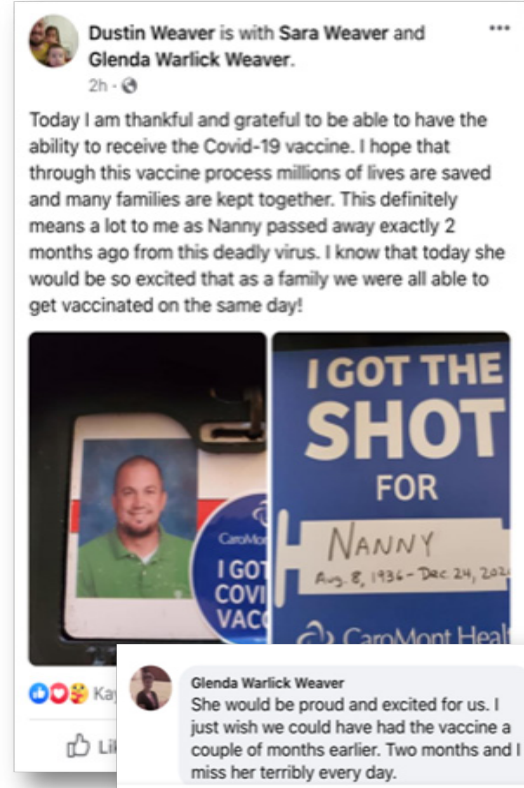 Dustin Weaver is with Sara Weaver and
Glenda Warlick Weaver.
2h
Today I am thankful and grateful to be able to have the
ability to receive the Covid-19 vaccine. I hope that
through this vaccine process millions of lives are saved
and many families are kept together. This definitely
means a lot to me as Nanny passed away exactly 2
months ago from this deadly virus. I know that today she
would be so excited that as a family we were all able to
get vaccinated on the same day!
I GOT
COVI
VACC
I GOT THE
SHOT
FOR
NANNY
Aug. 8, 1936 - Dec. 24, 202
CaroMont Heal
Glenda Warlick Weaver
She would be proud and excited for us. I
just wish we could have had the vaccine a
couple of months earlier. Two months and I
miss her terribly every day.